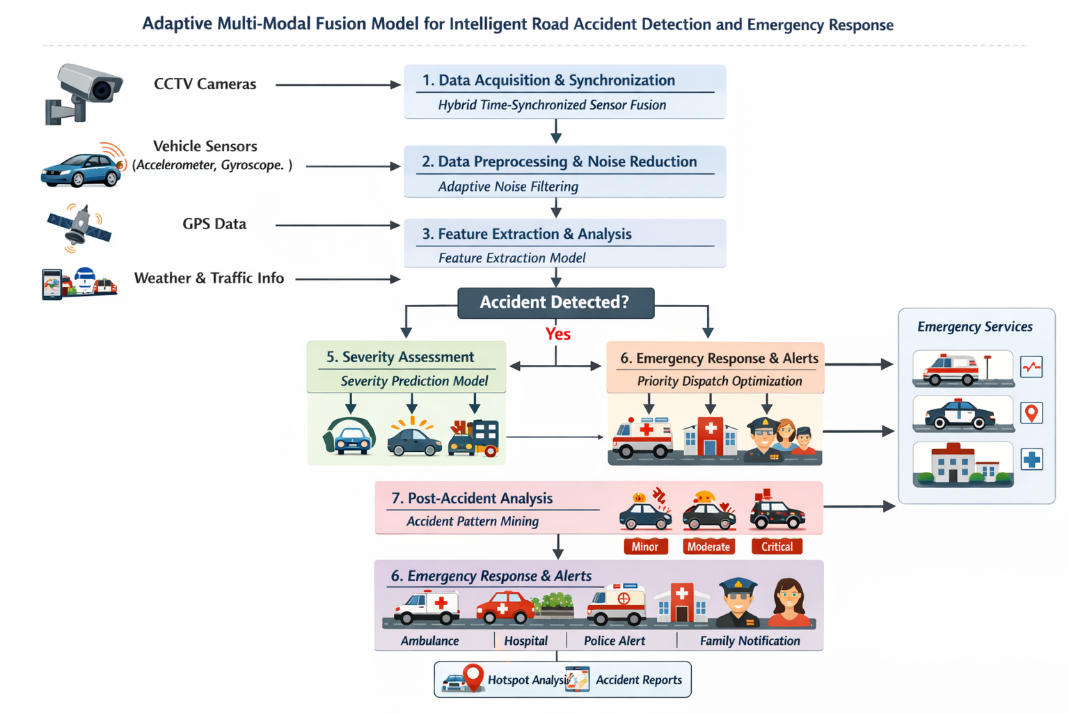 Adaptive Multi-Modal Fusion Model for Intelligent Road Accident Detection and Emergency Response
CCTV Cameras
1. Data Acquisition & Synchronization
Hybrid Time-Synchronized Sensor Fusion
Vehicle Sensors
(Accelerometer, Gyroscope. )
2. Data Preprocessing & Noise Reduction
Adaptive Noise Filtering
GPS Data
3. Feature Extraction & Analysis
Feature Extraction Model
Weather & Traffic Info
Accident Detected?
Yes
5. Severity Assessment
Severity Prediction Model
6. Emergency Response & Alerts
Priority Dispatch Optimization
Emergency Services
7. Post-Accident Analysis
Accident Pattern Mining
Minor
Moderate
Critical
6. Emergency Response & Alerts
Ambulance
Hospital
Police Alert
Family Notification
Hotspot Analysi
Accident Reports